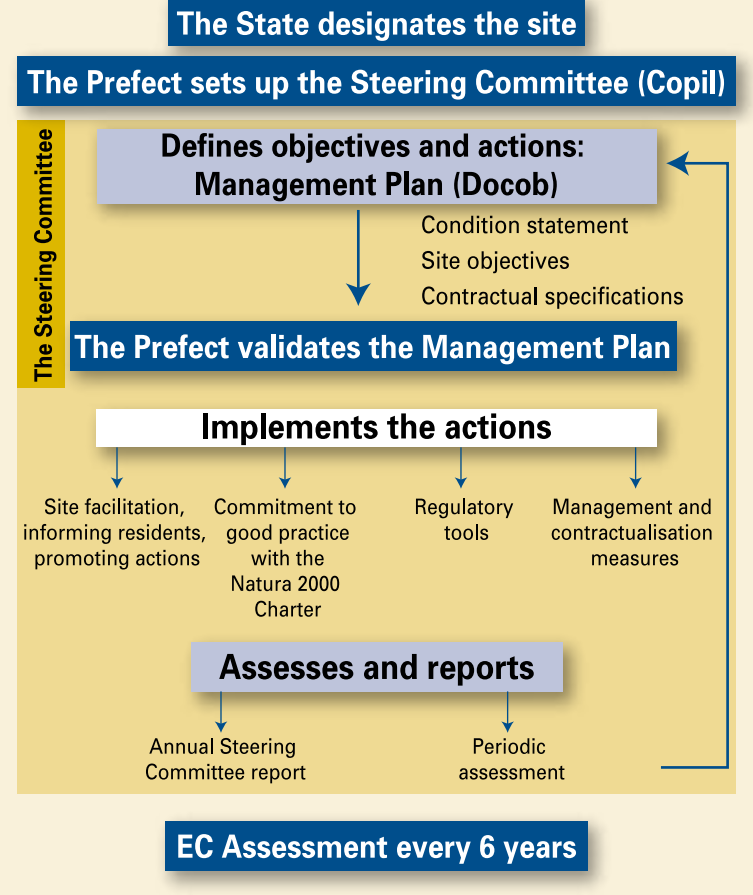 The State designates the site
The Prefect sets up the Steering Committee (Copil)
The Steering Committee
Defines objectives and actions:
Management Plan (Docob)
Condition statement
Site objectives
Contractual specifications
The Prefect validates the Management Plan
Implements the actions
Site facilitation,
informing residents,
promoting actions
Commitment to
good practice
with the
Natura 2000
Charter
Regulatory
tools
Management and
contractualisation
measures
Assesses and reports
Annual Steering
Committee report
Periodic
assessment
EC Assessment every 6 years